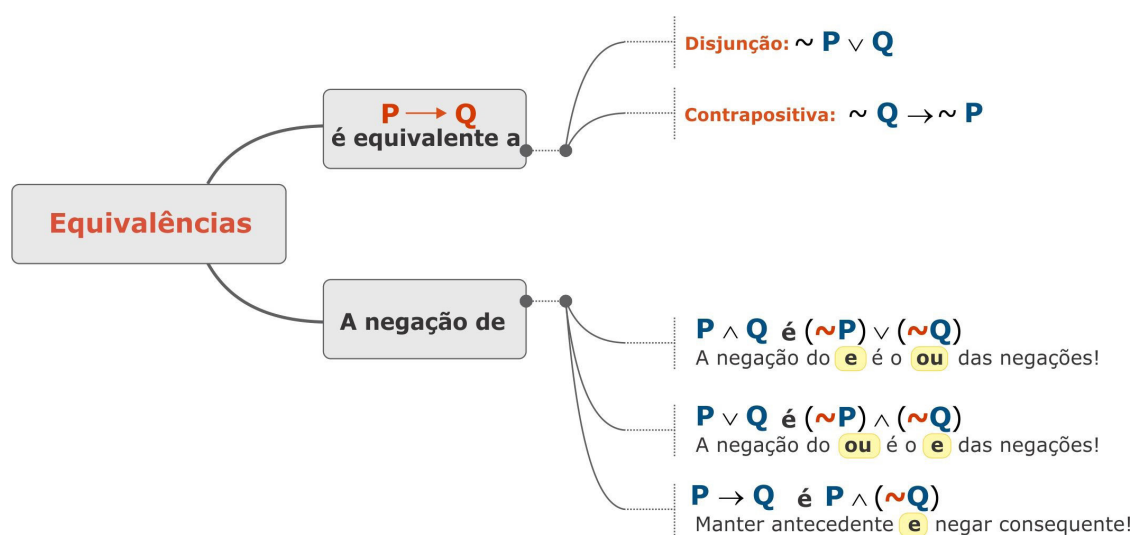 Equivalências
P → Q
é equivalente a
Disjunção: ~ P ∨ Q
Contrapositiva: ~ Q → ~ P
A negação de
P ∧ Q é (~P) ∨ (~Q)
A negação do e é o ou das negações!
P ∨ Q é (~P) ∧ (~Q)
A negação do ou é o e das negações!
P → Q é P ∧ (~Q)
Manter antecedente e negar consequente!